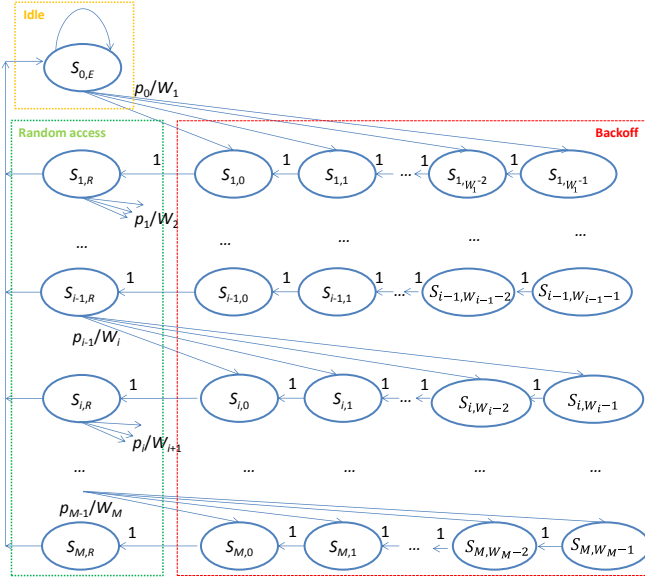 Idle
S0,E
p0/W1
Random access
Backoff
S1,R 1 S1,0 1 S1,1 1 ... 1 S1,W1-2 1 S1,W1-1
p1/W2
... ... ... ... ...
Si-1,R 1 Si-1,0 1 Si-1,1 1 ... 1 Si−1,Wi−1−2 1 Si−1,Wi−1−1
pi-1/Wi
Si,R 1 Si,0 1 Si,1 1 ... 1 Si,Wi−2 1 Si,Wi−1
pi/Wi+1
... ... ... ... ...
pM-1/WM
SM,R 1 SM,0 1 SM,1 1 ... 1 SM,WM−2 1 SM,WM−1